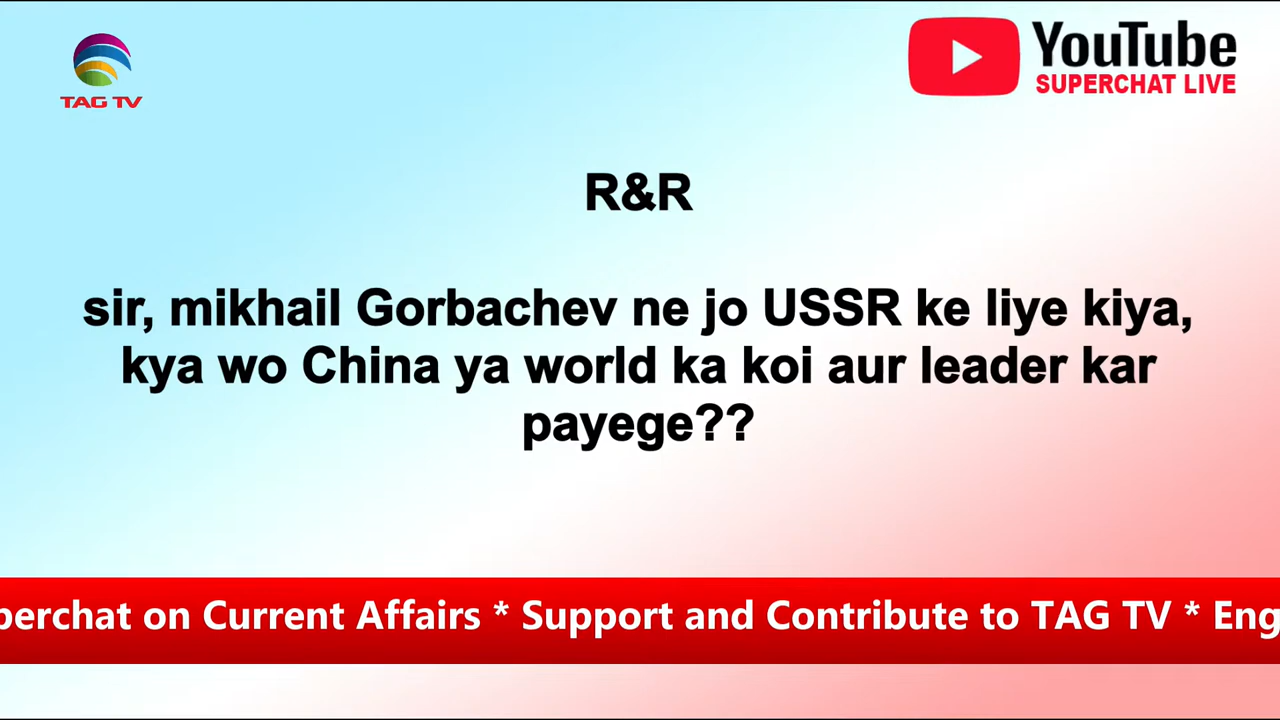 TAG TV
YouTube
SUPERCHAT LIVE
R&R
sir, mikhail Gorbachev ne jo USSR ke liye kiya,
kya wo China ya world ka koi aur leader kar
payege??
perchat on Current Affairs * Support and Contribute to TAG TV * Eng